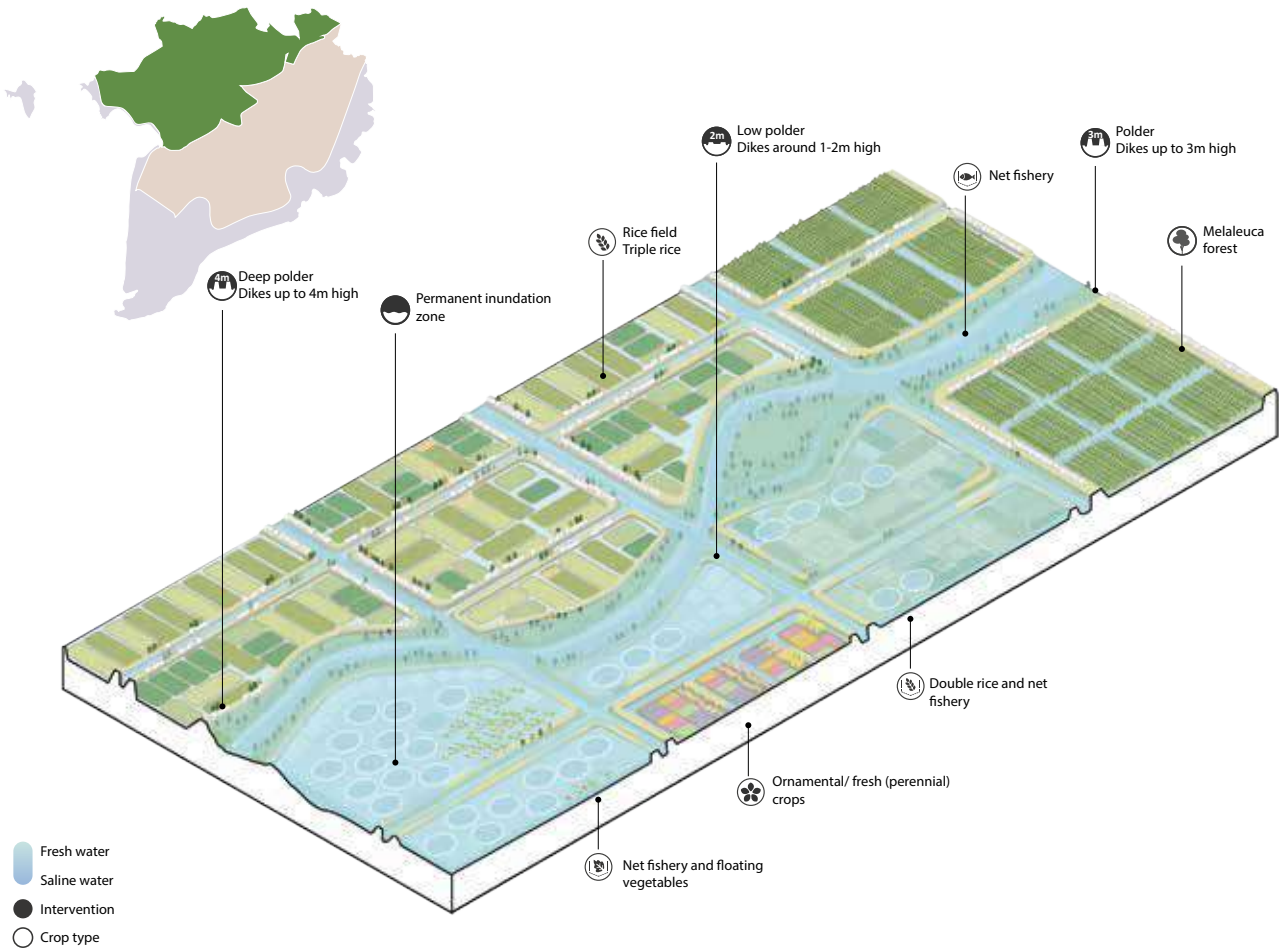 2m
Low polder
Dikes around 1-2m high
3m
Polder
Dikes up to 3m high
Net fishery
Rice field
Triple rice
Melaleuca
forest
4m
Deep polder
Dikes up to 4m high
Permanent inundation
zone
Double rice and net
fishery
Ornamental/ fresh (perennial)
crops
Net fishery and floating
vegetables
Fresh water
Saline water
Intervention
Crop type